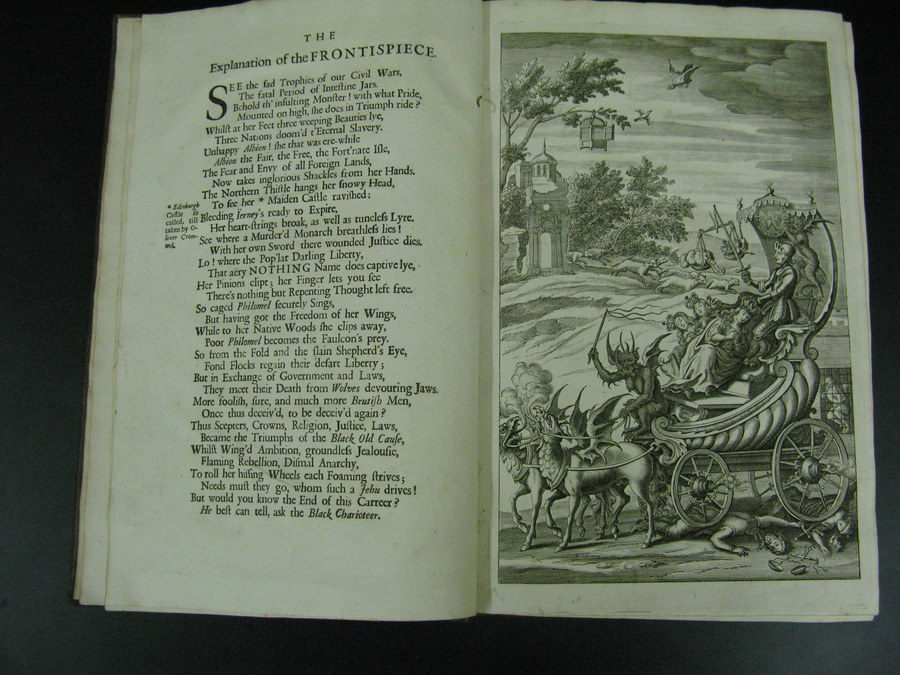 THE
Explanation of the FRONTISPIECE.
SEE the ſad Trophies of our Civil Wars,
The fatal Period of Inteſtine Jars.
Behold th' inſulting Monſter! with what Pride,
Mounted on high, ſhe does in Triumph ride?
Whilſt at her Feet three weeping Beauties lye,
Three Nations doom'd t'Eternal Slavery.
Unhappy Albion! ſhe that was ere-while
Albion the Fair, the Free, the Fort'nate Iſle,
The Fear and Envy of all Foreign Lands,
Now takes inglorious Shackles from her Hands.
The Northern Thiſtle hangs her ſnowy Head,
To ſee her * Maiden Caſtle raviſhed:
* Edinburgh
Caſtle ſo
called, till
taken by O-
liver Crom-
wel.
Bleeding Ierney's ready to Expire,
Her heart-ſtrings broak, as well as tuneleſs Lyre.
See where a Murder'd Monarch breathleſs lies!
With her own Sword there wounded Juſtice dies.
Lo! where the Pop'lar Darling Liberty,
That aery NOTHING Name does captive lye,
Her Pinions clipt; her Finger lets you ſee
There's nothing but Repenting Thought left free.
So caged Philomel ſecurely Sings,
But having got the Freedom of her Wings,
While to her Native Woods ſhe clips away,
Poor Philomel becomes the Faulcon's prey.
So from the Fold and the ſlain Shepherd's Eye,
Fond Flocks regain their deſart Liberty;
But in Exchange of Government and Laws,
They meet their Death from Wolves devouring Jaws.
More fooliſh, ſure, and much more Brutiſh Men,
Once thus deceiv'd, to be deceiv'd again?
Thus Scepters, Crowns, Religion, Juſtice, Laws,
Became the Triumphs of the Black Old Cauſe,
Whilſt Wing'd Ambition, groundleſs Jealouſie,
Flaming Rebellion, Diſmal Anarchy,
To roll her hiſſing Wheels each Foaming ſtrives;
Needs muſt they go, whom ſuch a Jehu drives!
But would you know the End of this Carreer?
He beſt can tell, ask the Black Charioteer.